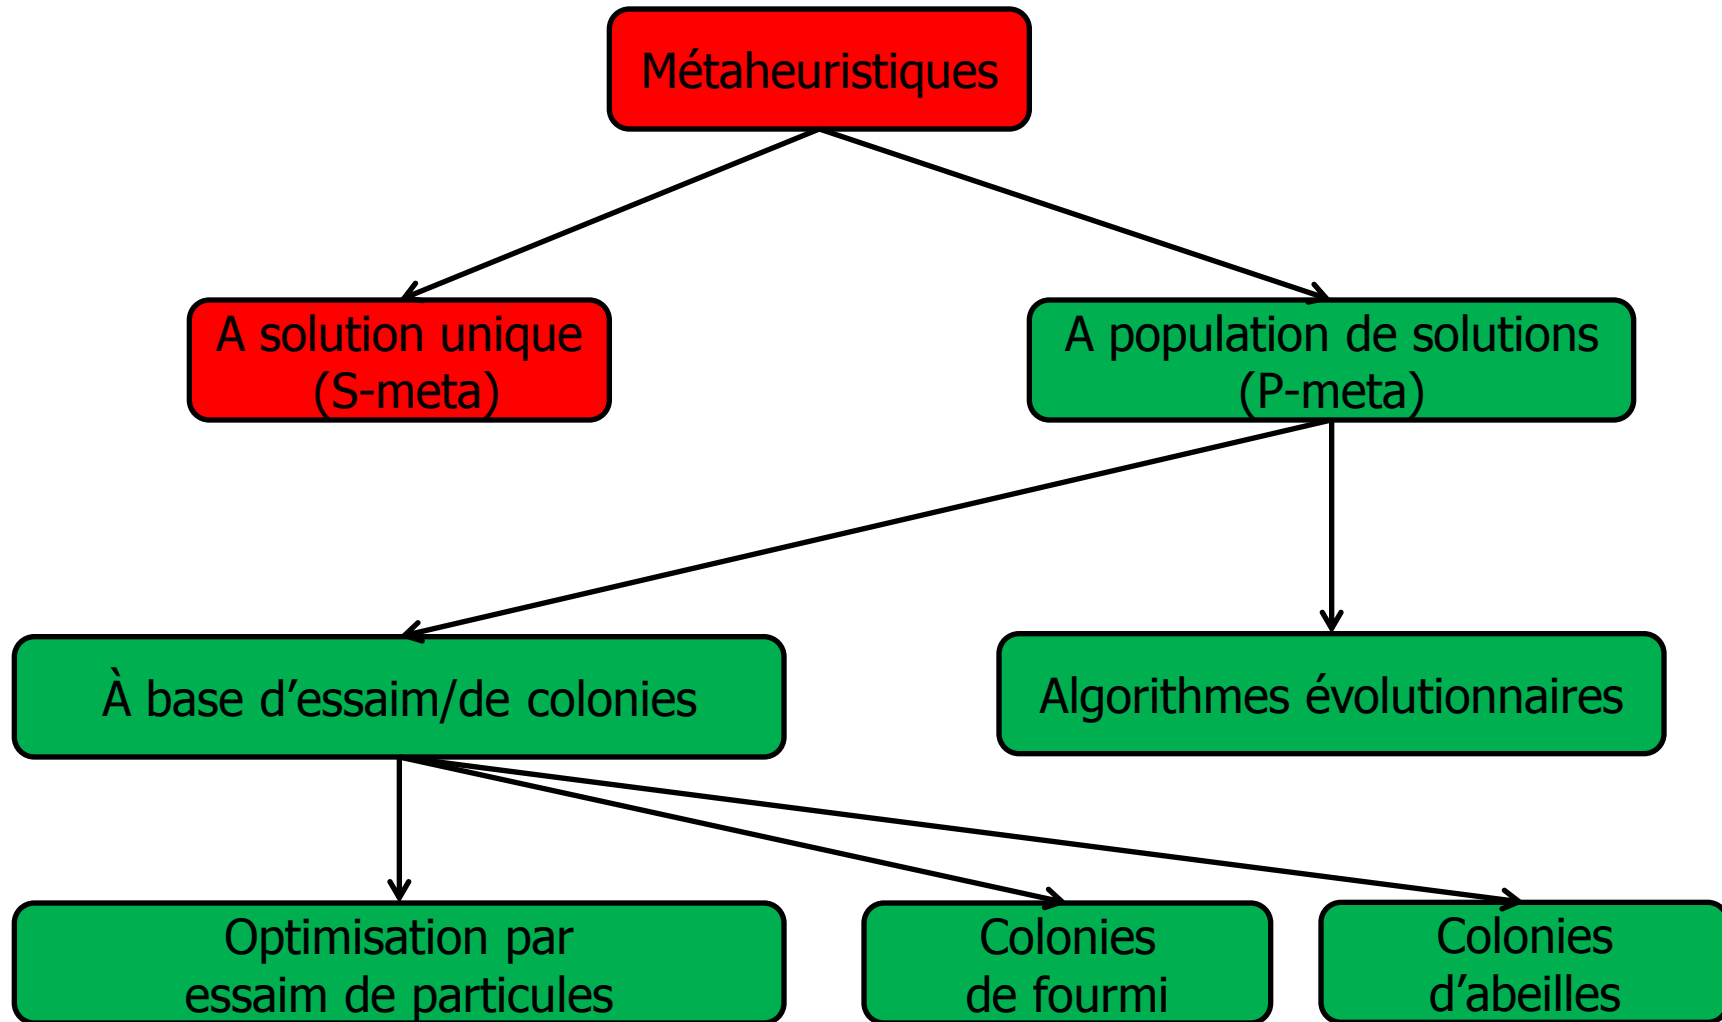 Métaheuristiques
A solution unique
(S-meta)
A population de solutions
(P-meta)
À base d’essaim/de colonies
Algorithmes évolutionnaires
Optimisation par
essaim de particules
Colonies
de fourmi
Colonies
d’abeilles